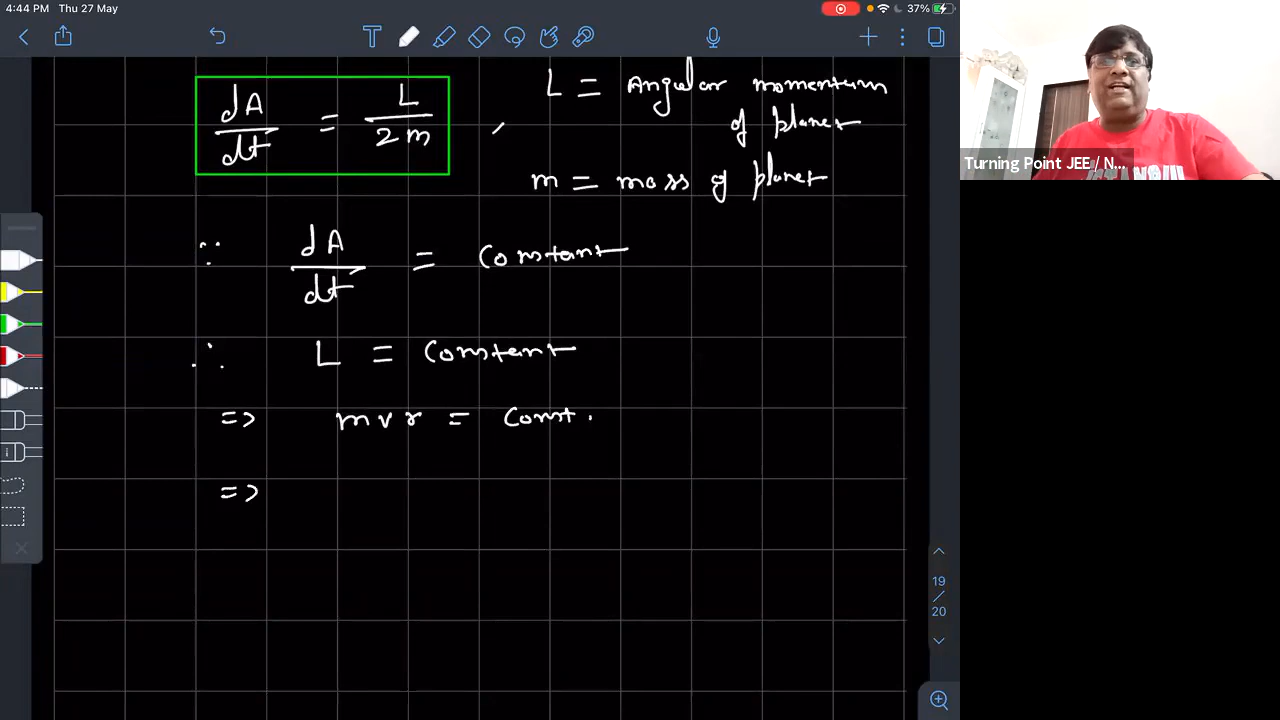 4:44 PM Thu 27 May
37%
dA/dt = L/2m , L = Angular momentum
of planet
m = mass of planet
∵ dA/dt = Constant
∴ L = Constant
=> mvr = Const.
=>
19
/
20
Turning Point JEE / N...